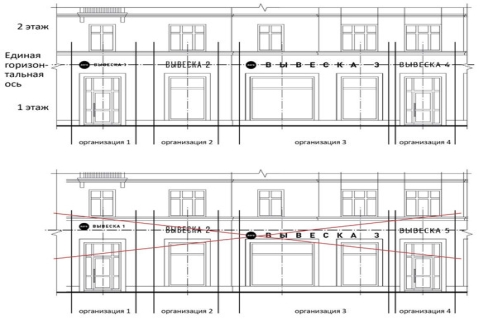 2 этаж
Единая
горизон-
тальная
ось
1 этаж
ВЫВЕСКА 1
ВЫВЕСКА 2
ВЫВЕСКА 3
ВЫВЕСКА 4
организация 1
организация 2
организация 3
организация 4
ВЫВЕСКА 1
ВЫВЕСКА 2
ВЫВЕСКА 3
ВЫВЕСКА 5
организация 1
организация 2
организация 3
организация 4